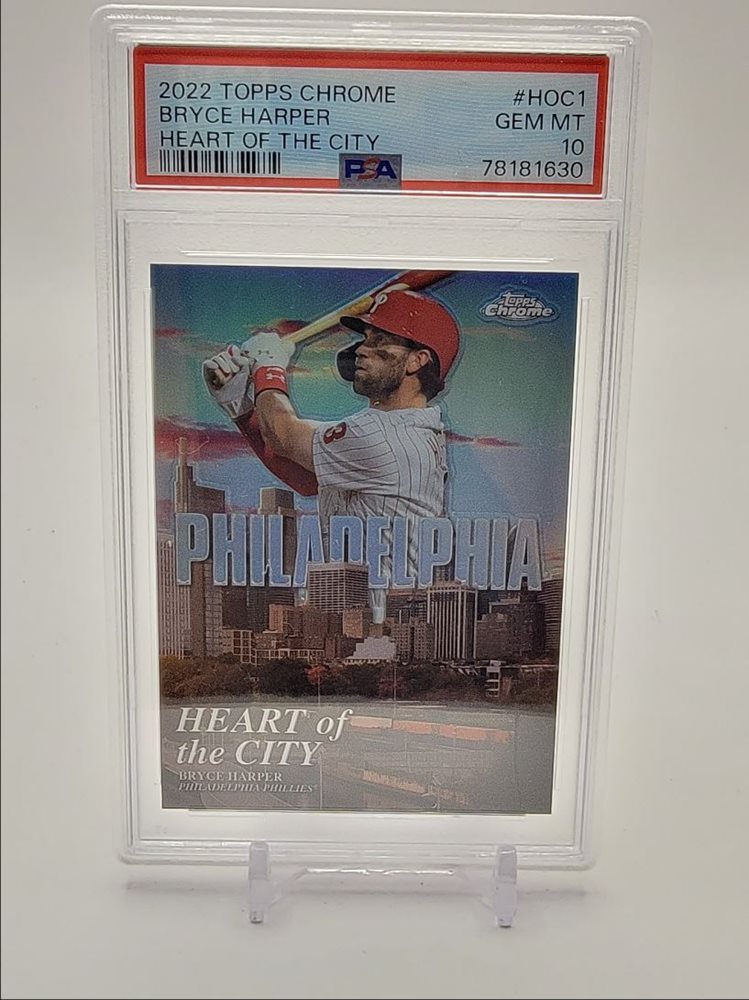 2022 TOPPS CHROME #HOC1
BRYCE HARPER GEM MT
HEART OF THE CITY 10
PSA 78181630
Topps
Chrome
P
3
PHILADELPHIA
HEART of
the CITY
BRYCE HARPER
PHILADELPHIA PHILLIES